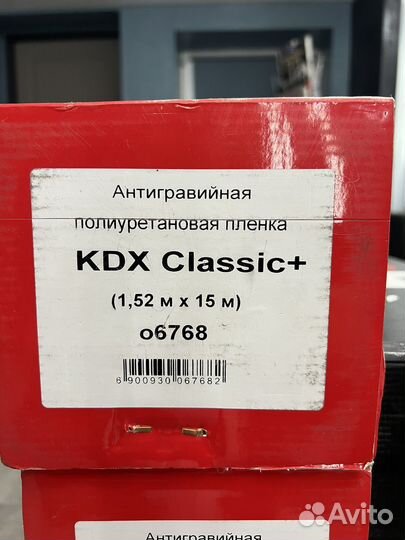 Антигравийная
полиуретановая пленка
KDX Classic+
(1,52 м x 15 м)
о6768
6 900930 067682
Антигравийная
Avito